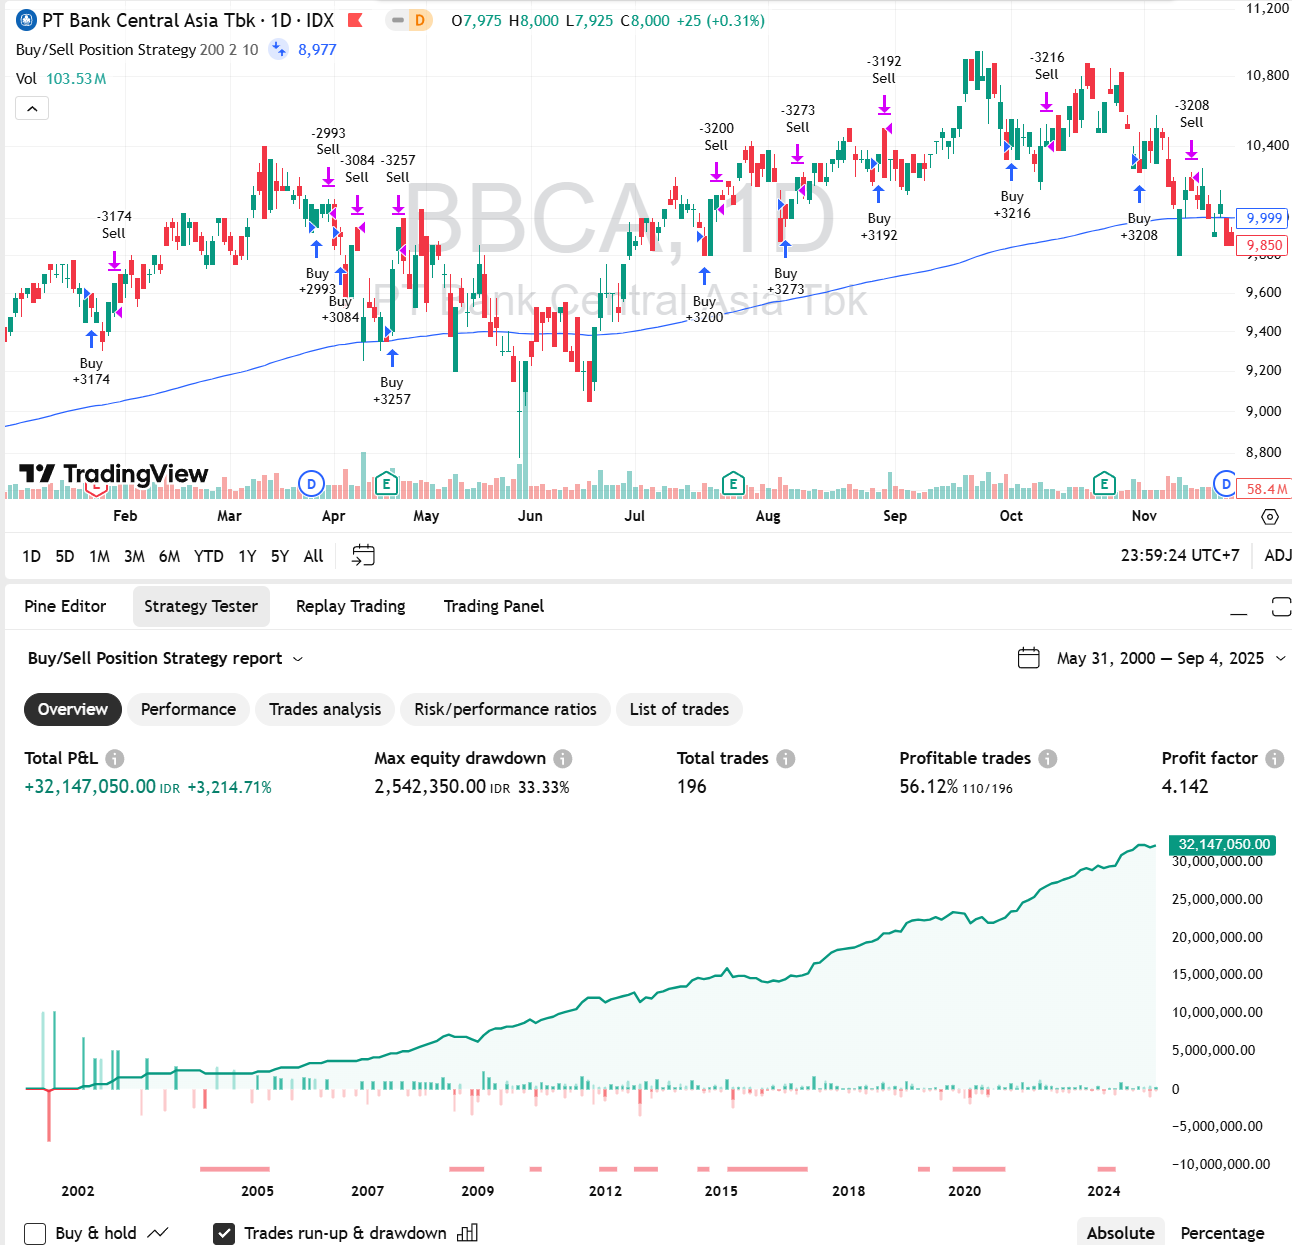 PT Bank Central Asia Tbk · 1D · IDX D O7,975 H8,000 L7,925 C8,000 +25 (+0.31%)
Buy/Sell Position Strategy 200 2 10 8,977
Vol 103.53M
BBCA, 1D
PT Bank Central Asia Tbk
-3174
Sell
Buy
+3174
-2993
Sell
Buy
+2993
-3084
Sell
Buy
+3084
-3257
Sell
Buy
+3257
-3200
Sell
Buy
+3200
-3273
Sell
Buy
+3273
-3192
Sell
Buy
+3192
-3216
Sell
Buy
+3216
-3208
Sell
Buy
+3208
11,200
10,800
10,400
9,999
9,850
9,800
9,600
9,400
9,200
9,000
8,800
58.4M
TradingView
E D E E E D
Feb Mar Apr May Jun Jul Aug Sep Oct Nov
1D 5D 1M 3M 6M YTD 1Y 5Y All 23:59:24 UTC+7 ADJ
Pine Editor Strategy Tester Replay Trading Trading Panel
Buy/Sell Position Strategy report May 31, 2000 — Sep 4, 2025
Overview Performance Trades analysis Risk/performance ratios List of trades
Total P&L Max equity drawdown Total trades Profitable trades Profit factor
+32,147,050.00 IDR +3,214.71% 2,542,350.00 IDR 33.33% 196 56.12% 110/196 4.142
32,147,050.00
30,000,000.00
25,000,000.00
20,000,000.00
15,000,000.00
10,000,000.00
5,000,000.00
0
-5,000,000.00
-10,000,000.00
2002 2005 2007 2009 2012 2015 2018 2020 2024
Buy & hold Trades run-up & drawdown Absolute Percentage